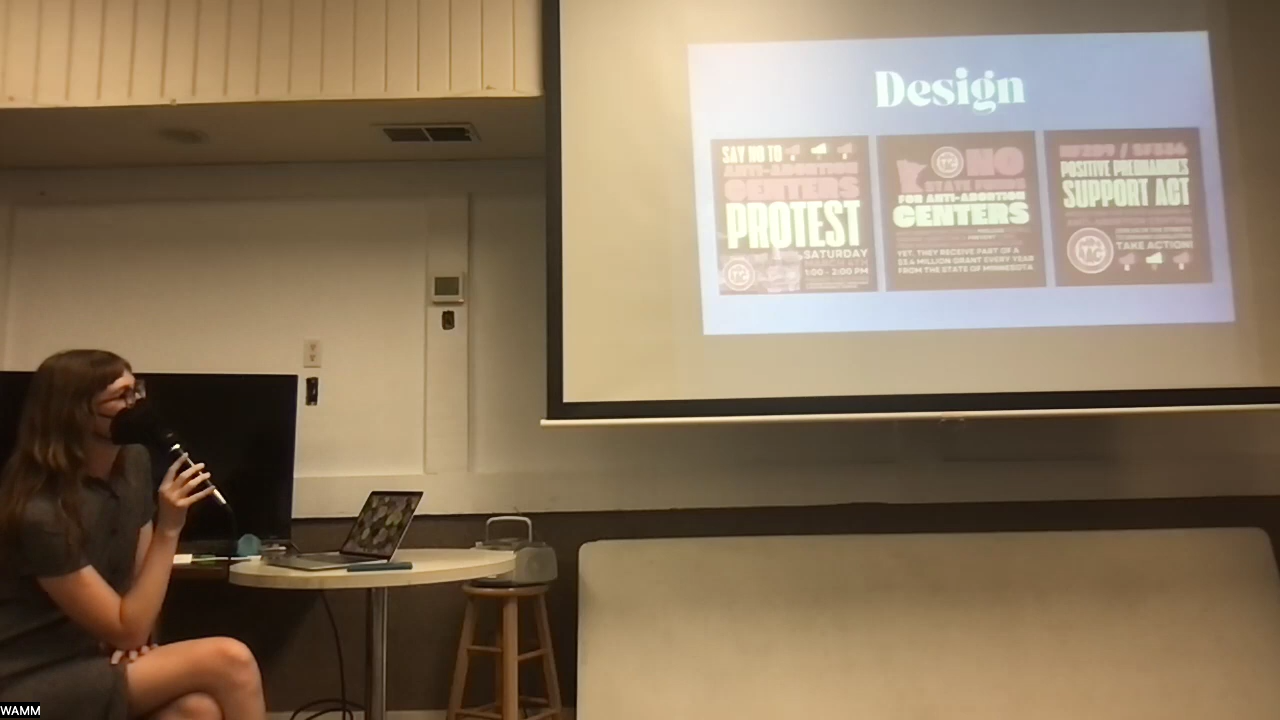 Design
SAY NO TO
ANTI-ABORTION
CENTERS
PROTEST
SATURDAY
MARCH 4TH
1:00 - 2:00 PM
NO
STATE FUNDS
FOR ANTI-ABORTION
CENTERS
YET, THEY RECEIVE PART OF A
$3.4 MILLION GRANT EVERY YEAR
FROM THE STATE OF MINNESOTA
POSITIVE PREGNANCIES
SUPPORT ACT
TAKE ACTION!
WAMM